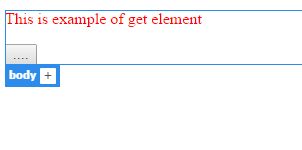 This is example of get element
....
body +